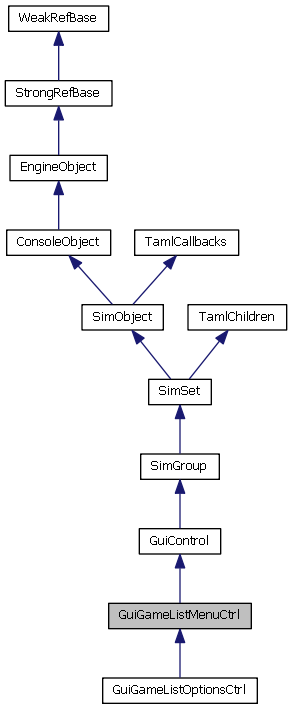 WeakRefBase
StrongRefBase
EngineObject
ConsoleObject
TamlCallbacks
SimObject
TamlChildren
SimSet
SimGroup
GuiControl
GuiGameListMenuCtrl
GuiGameListOptionsCtrl